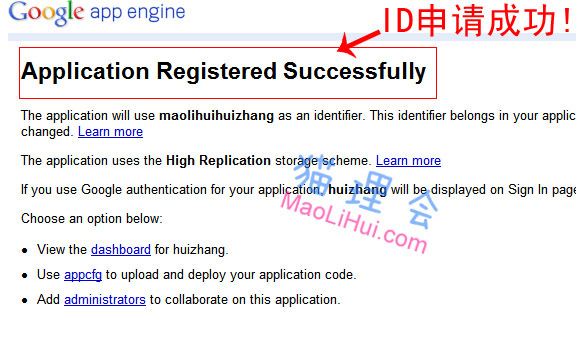 Google app engine
ID申请成功!
Application Registered Successfully
The application will use maolihuihuizhang as an identifier. This identifier belongs in your applic
changed. Learn more
The application uses the High Replication storage scheme. Learn more
If you use Google authentication for your application, huizhang will be displayed on Sign In page
猫理会
MaoLiHui.com
Choose an option below:
View the dashboard for huizhang.
Use appcfg to upload and deploy your application code.
Add administrators to collaborate on this application.